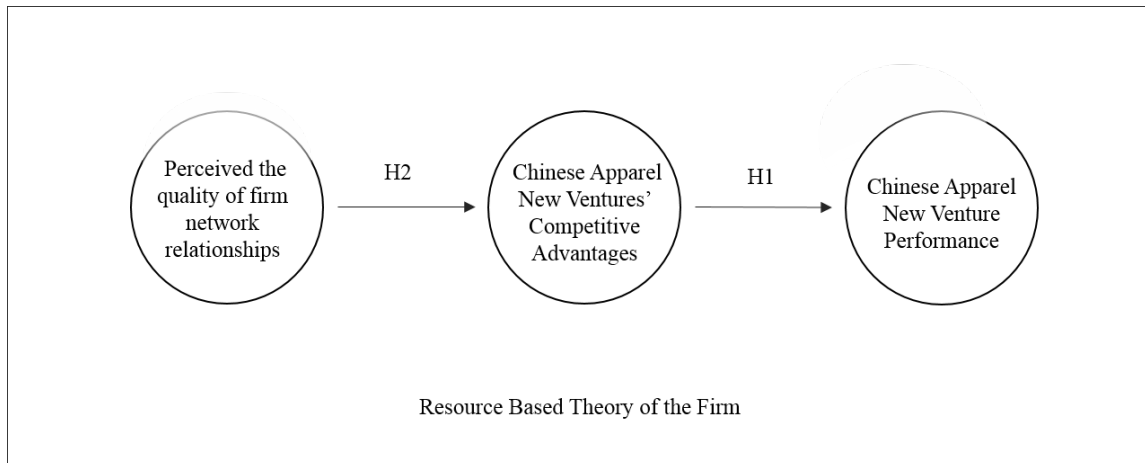 Perceived the
quality of firm
network
relationships
H2
Chinese Apparel
New Ventures’
Competitive
Advantages
H1
Chinese Apparel
New Venture
Performance
Resource Based Theory of the Firm